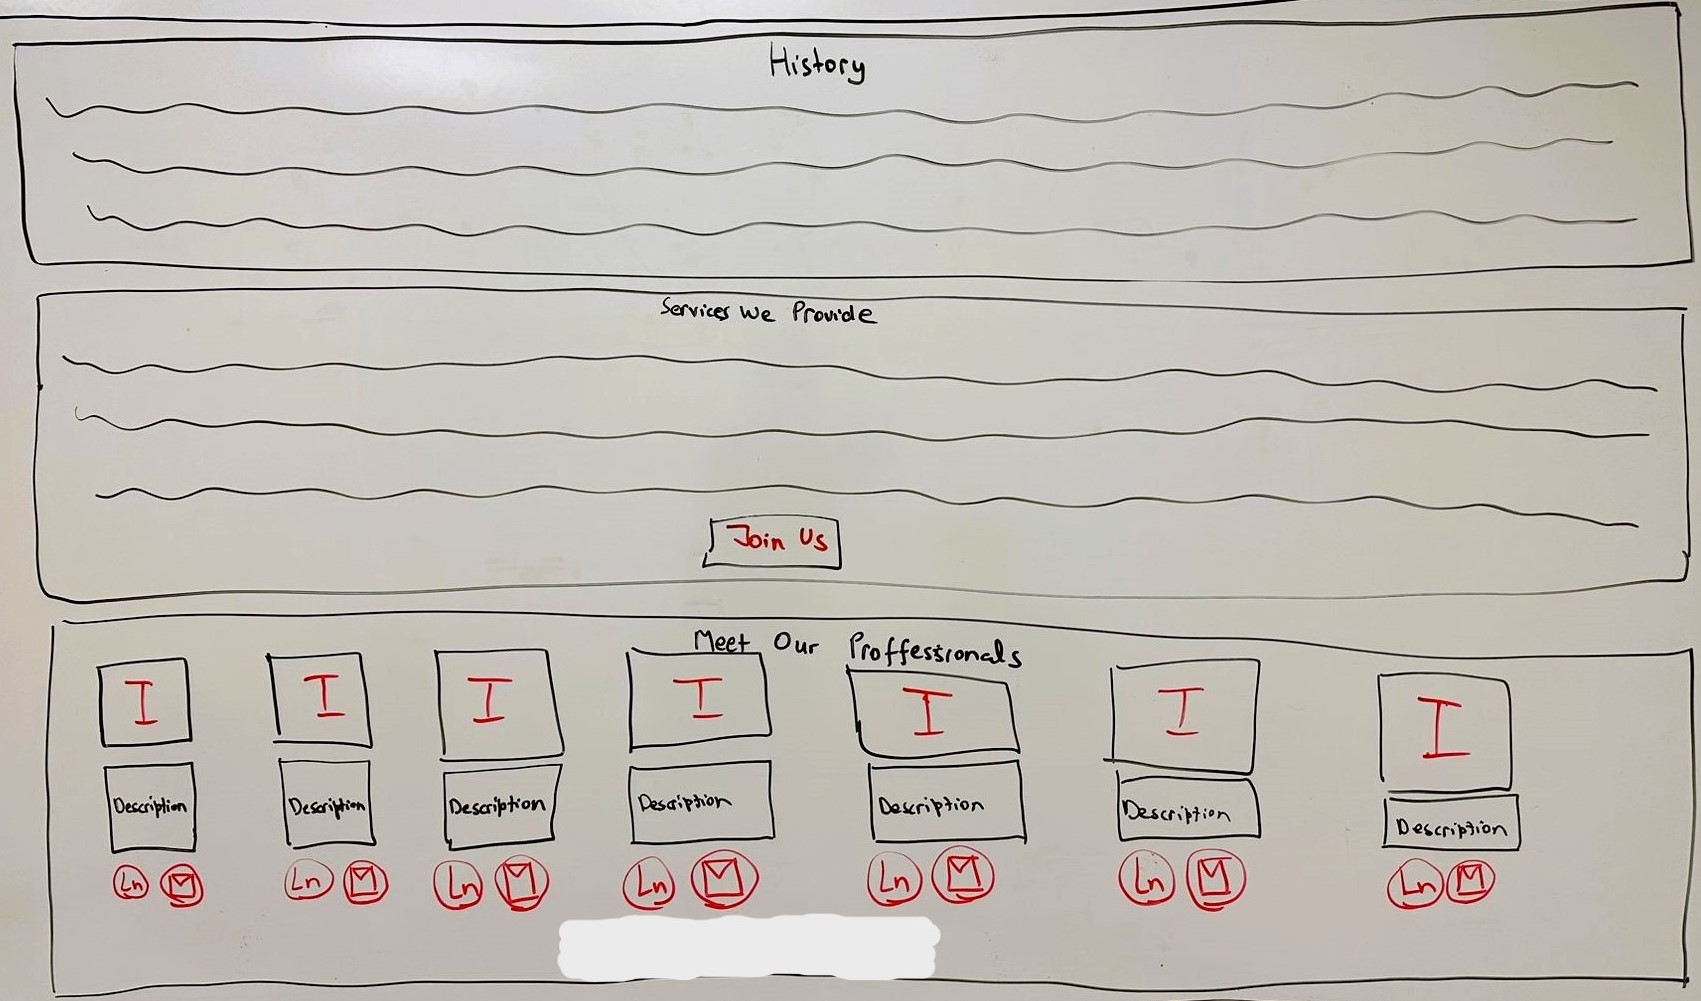 History
Services We Provide
Join Us
Meet Our Proffessionals
I I I I I I I
Description Description Description Description Description Description Description
Ln Ln Ln Ln Ln Ln Ln